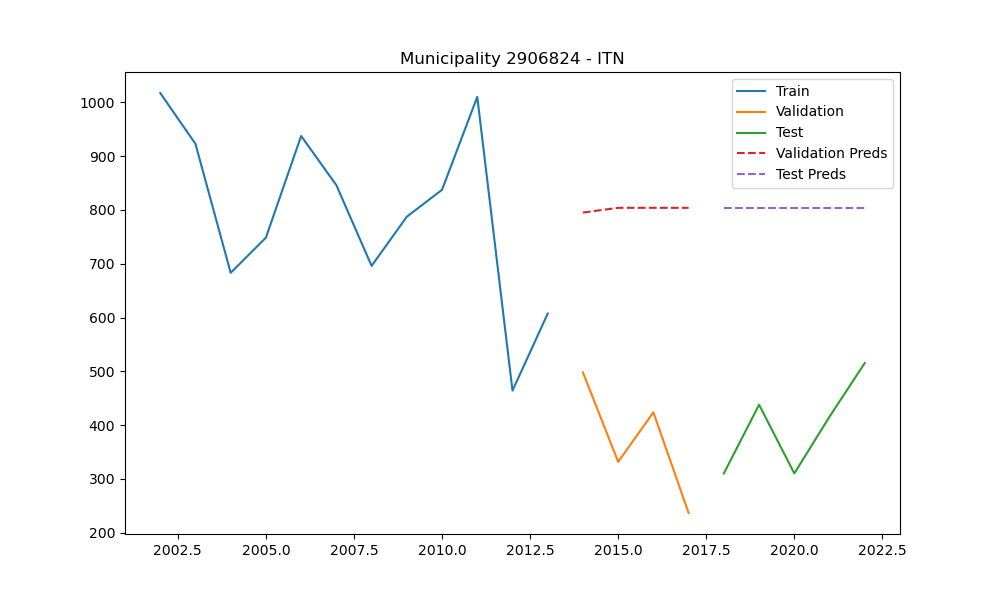 Municipality 2906824 - ITN
Train
Validation
Test
Validation Preds
Test Preds
1000
900
800
700
600
500
400
300
200
2002.5 2005.0 2007.5 2010.0 2012.5 2015.0 2017.5 2020.0 2022.5